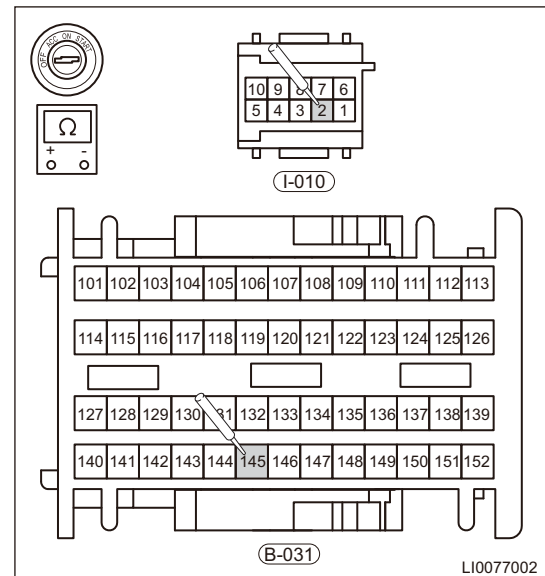 OFF ACC ON START
10 9 8 7 6
5 4 3 2 1
Ω
+ -
I-010
101 102 103 104 105 106 107 108 109 110 111 112 113
114 115 116 117 118 119 120 121 122 123 124 125 126
127 128 129 130 131 132 133 134 135 136 137 138 139
140 141 142 143 144 145 146 147 148 149 150 151 152
B-031
LI0077002